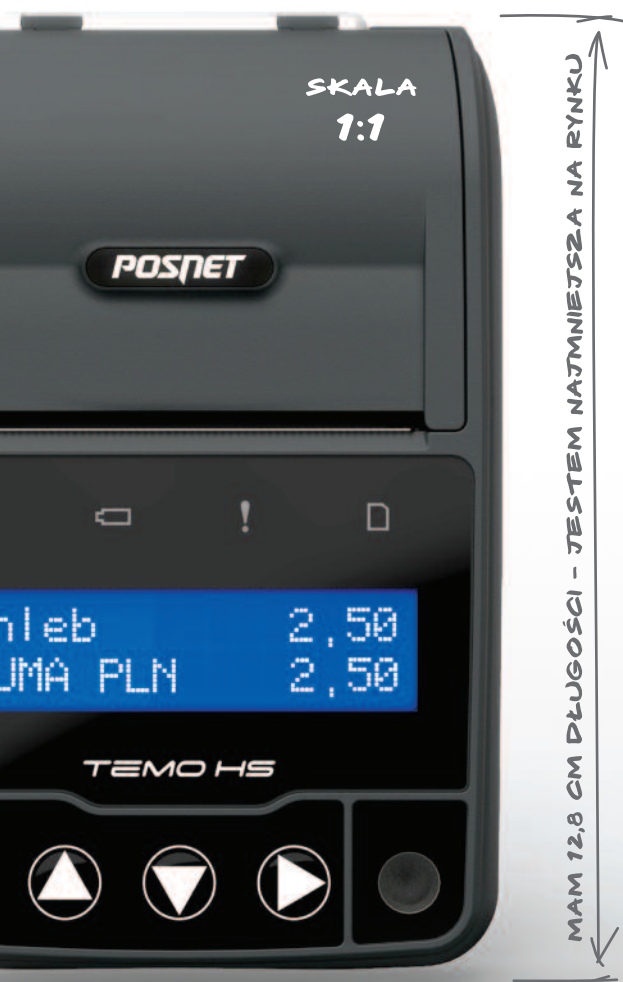 SKALA
1:1
POSNET
hleb 2,50
UMA PLN 2,50
TEMO HS
MAM 12,8 CM DŁUGOŚCI - JESTEM NAJMNIEJSZA NA RYNKU